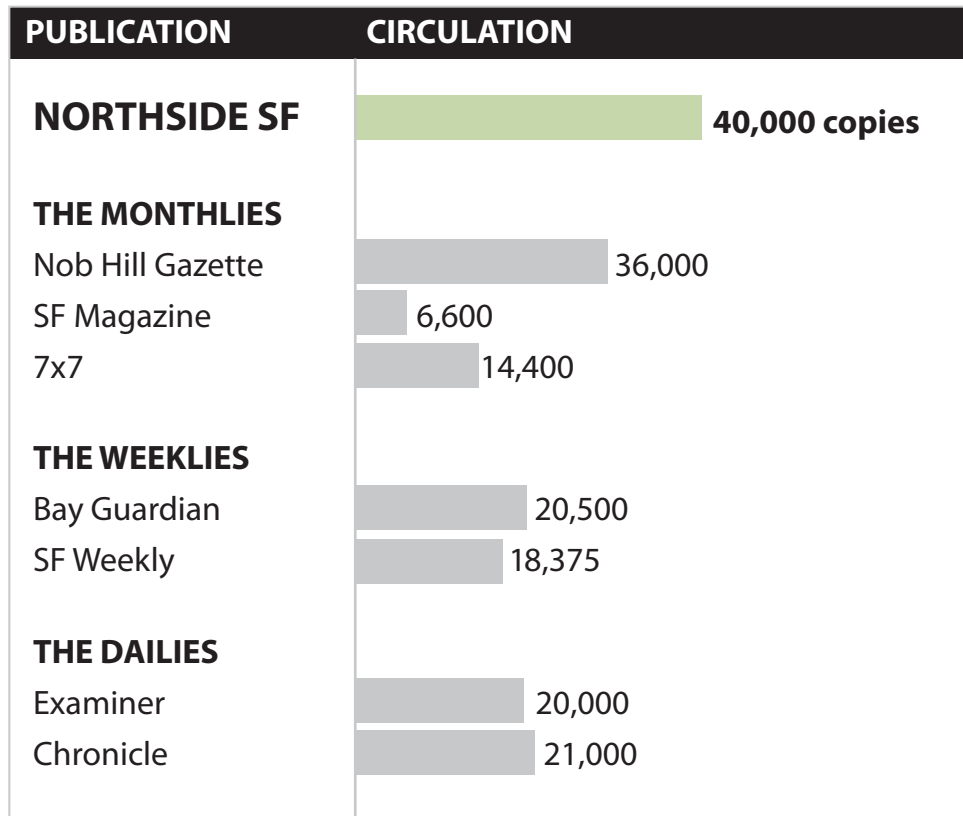 PUBLICATION CIRCULATION
NORTHSIDE SF 40,000 copies
THE MONTHLIES
Nob Hill Gazette 36,000
SF Magazine 6,600
7x7 14,400
THE WEEKLIES
Bay Guardian 20,500
SF Weekly 18,375
THE DAILIES
Examiner 20,000
Chronicle 21,000